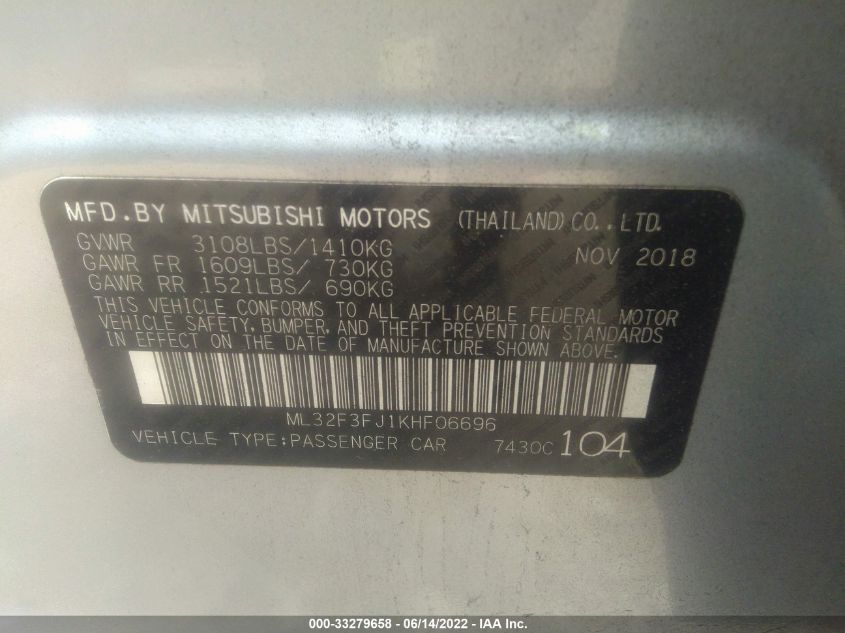 MFD.BY MITSUBISHI MOTORS (THAILAND) CO.,LTD.
GVWR 3108LBS/1410KG NOV 2018
GAWR FR 1609LBS/ 730KG
GAWR RR 1521LBS/ 690KG
THIS VEHICLE CONFORMS TO ALL APPLICABLE FEDERAL MOTOR
VEHICLE SAFETY, BUMPER, AND THEFT PREVENTION STANDARDS
IN EFFECT ON THE DATE OF MANUFACTURE SHOWN ABOVE.
ML32F3FJ1KHF06696
VEHICLE TYPE:PASSENGER CAR 7430C 104
000-33279658 - 06/14/2022 - IAA Inc.